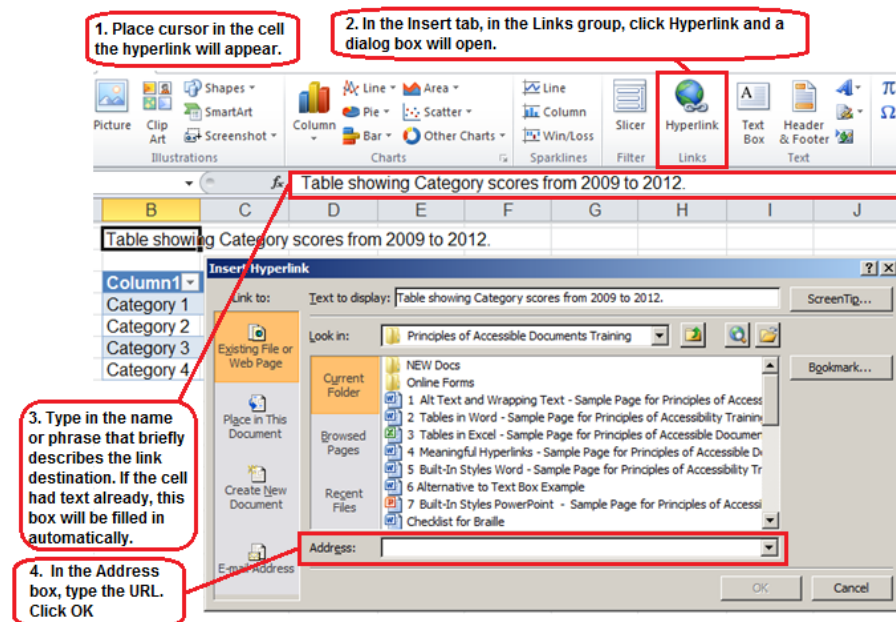 1. Place cursor in the cell
the hyperlink will appear.
2. In the Insert tab, in the Links group, click Hyperlink and a
dialog box will open.
Picture
Clip
Art
Shapes
SmartArt
Screenshot
Illustrations
Column
Line
Pie
Bar
Area
Scatter
Other Charts
Charts
Line
Column
Win/Loss
Sparklines
Slicer
Filter
Hyperlink
Links
A
Text
Box
Header
& Footer
A
Text
π
Ω
fx Table showing Category scores from 2009 to 2012.
B C D E F G H I J
Table showing Category scores from 2009 to 2012.
Column1
Category 1
Category 2
Category 3
Category 4
Insert Hyperlink
Link to:
Text to display: Table showing Category scores from 2009 to 2012.
ScreenTip...
Existing File or
Web Page
Place in This
Document
Create New
Document
E-mail Address
Look in: Principles of Accessible Documents Training
Bookmark...
Current
Folder
Browsed
Pages
Recent
Files
NEW Docs
Online Forms
1 Alt Text and Wrapping Text - Sample Page for Principles of Access
2 Tables in Word - Sample Page for Principles of Accessibility Trainin
3 Tables in Excel - Sample Page for Principles of Accessible Documer
4 Meaningful Hyperlinks - Sample Page for Principles of Accessible Do
5 Built-In Styles Word - Sample Page for Principles of Accessibility Tr
6 Alternative to Text Box Example
7 Built-In Styles PowerPoint - Sample Page for Principles of Accessi
Checklist for Braille
Address:
OK
Cancel
3. Type in the name
or phrase that briefly
describes the link
destination. If the cell
had text already, this
box will be filled in
automatically.
4. In the Address
box, type the URL.
Click OK